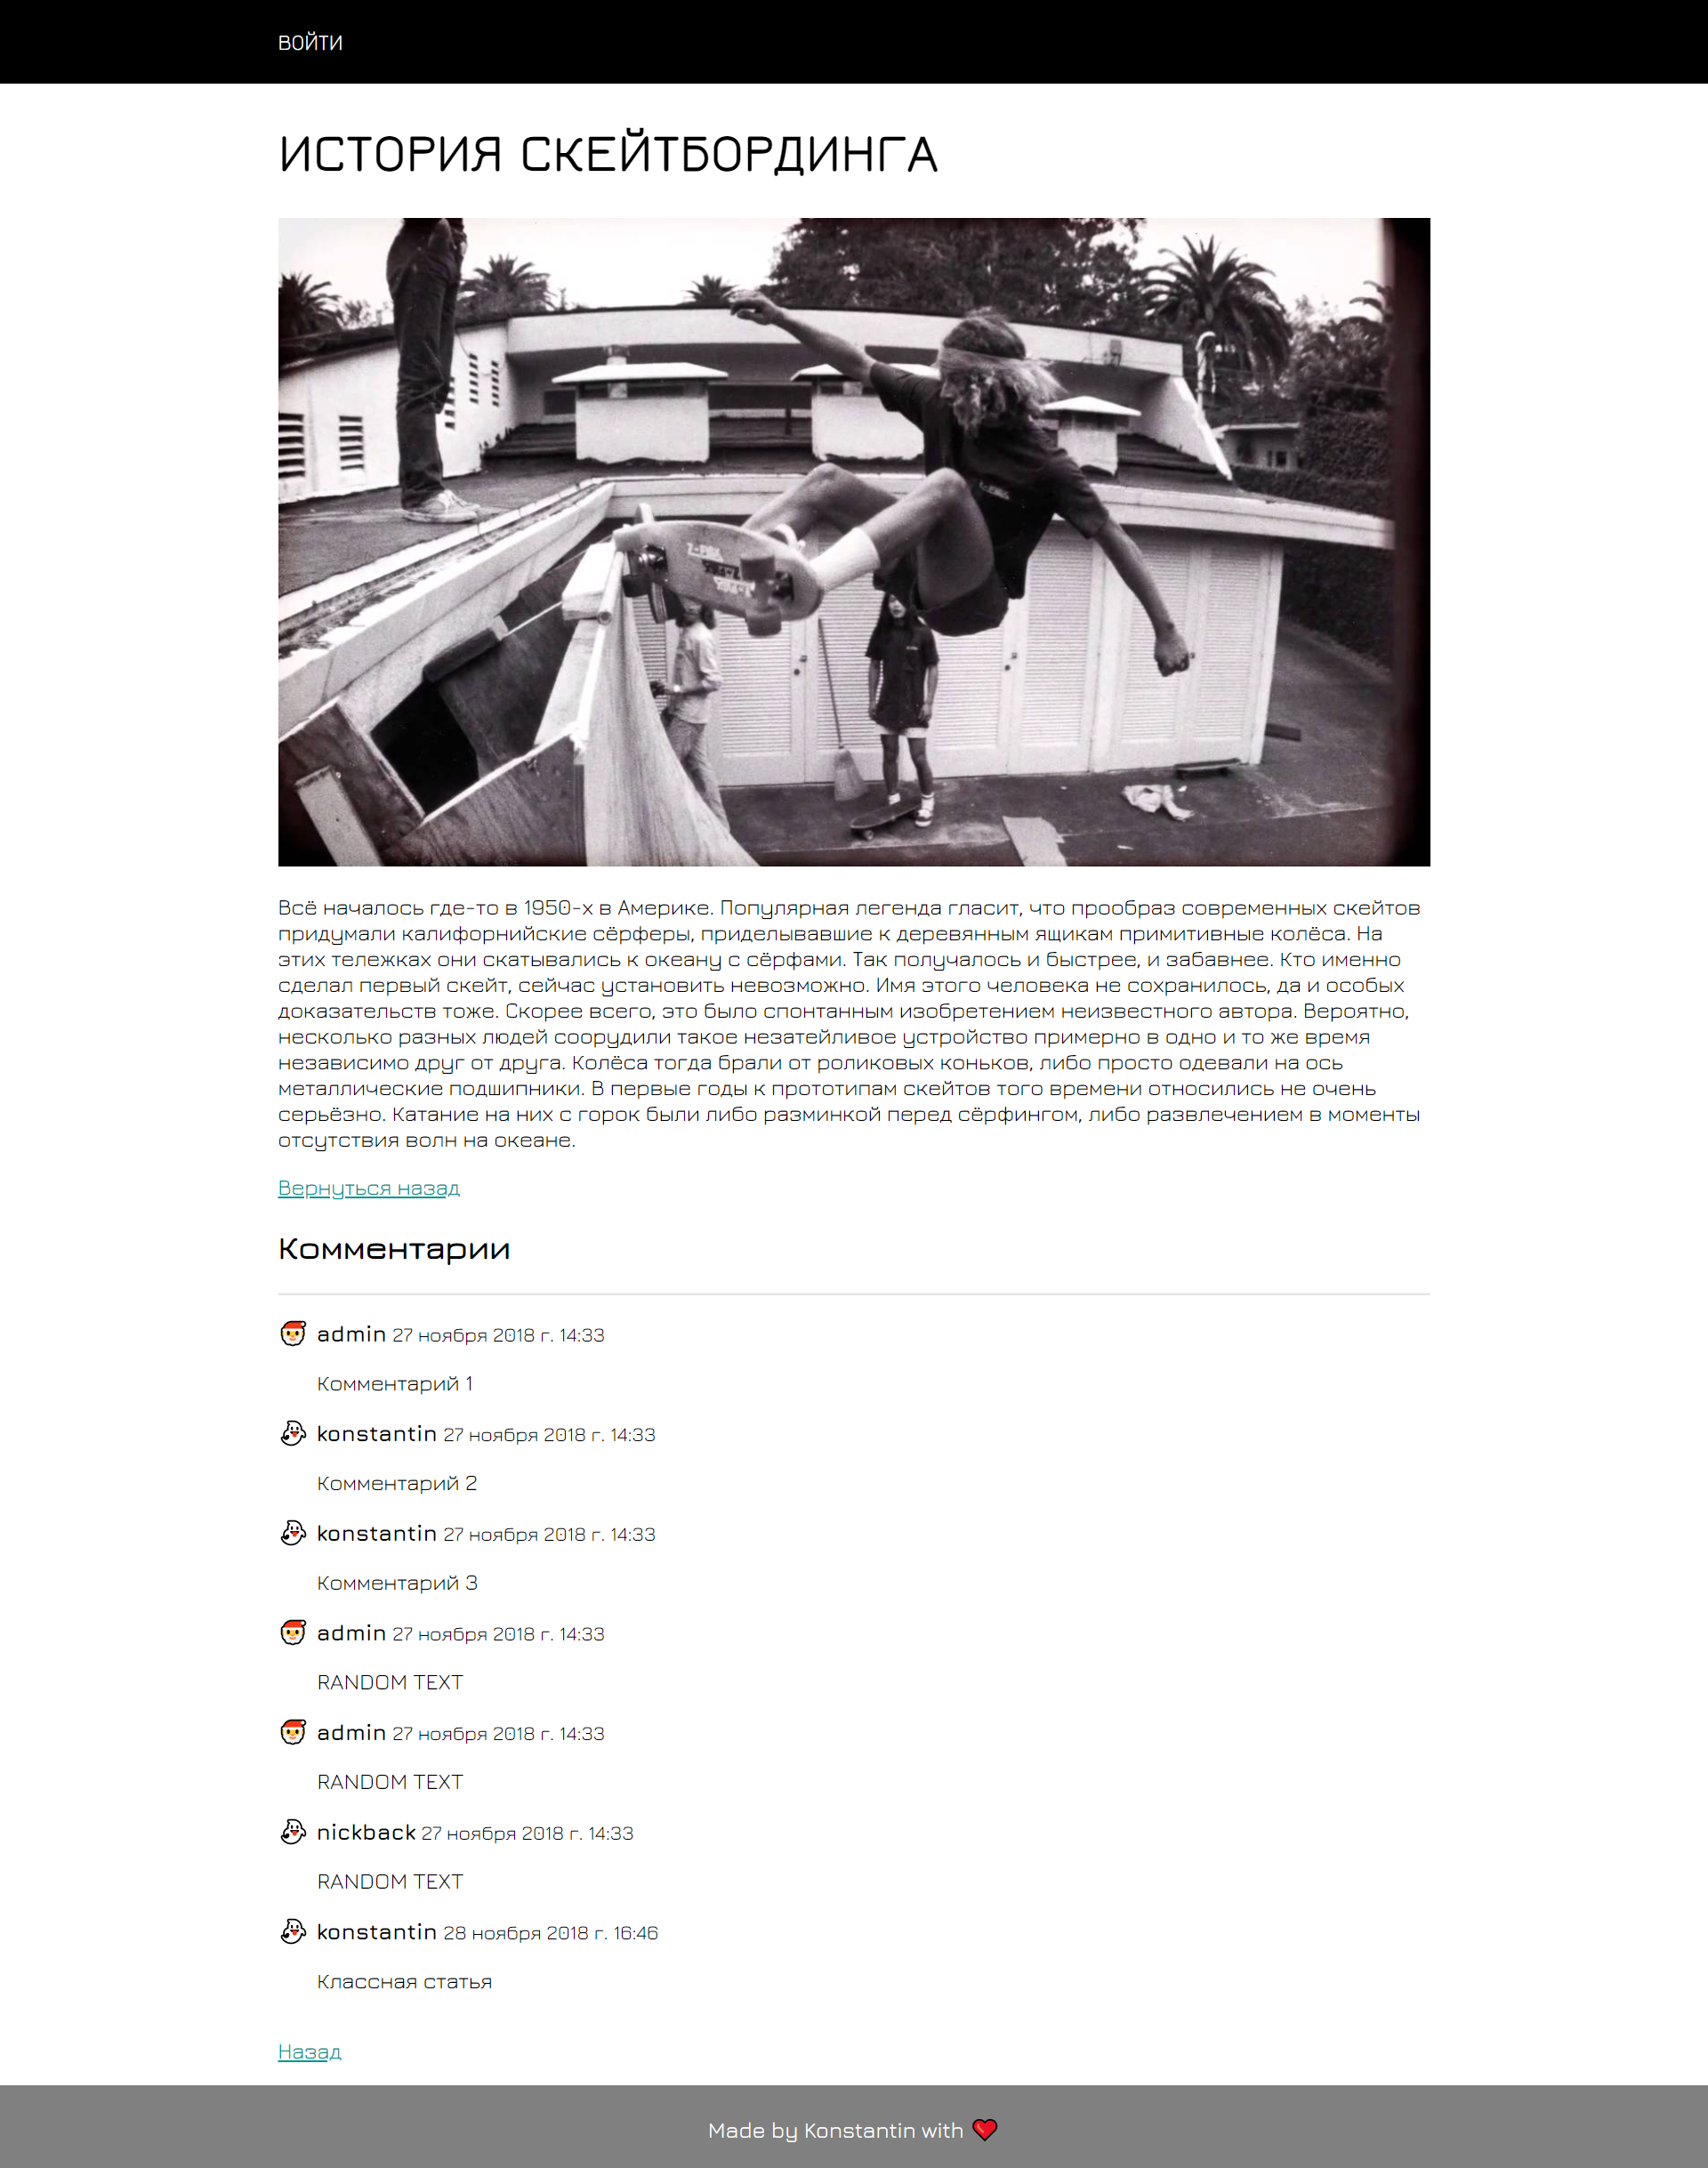 ВОЙТИ
ИСТОРИЯ СКЕЙТБОРДИНГА
Всё началось где-то в 1950-х в Америке. Популярная легенда гласит, что прообраз современных скейтов
придумали калифорнийские сёрферы, приделывавшие к деревянным ящикам примитивные колёса. На
этих тележках они скатывались к океану с сёрфами. Так получалось и быстрее, и забавнее. Кто именно
сделал первый скейт, сейчас установить невозможно. Имя этого человека не сохранилось, да и особых
доказательств тоже. Скорее всего, это было спонтанным изобретением неизвестного автора. Вероятно,
несколько разных людей соорудили такое незатейливое устройство примерно в одно и то же время
независимо друг от друга. Колёса тогда брали от роликовых коньков, либо просто одевали на ось
металлические подшипники. В первые годы к прототипам скейтов того времени относились не очень
серьёзно. Катание на них с горок были либо разминкой перед сёрфингом, либо развлечением в моменты
отсутствия волн на океане.
Вернуться назад
Комментарии
admin 27 ноября 2018 г. 14:33
Комментарий 1
konstantin 27 ноября 2018 г. 14:33
Комментарий 2
konstantin 27 ноября 2018 г. 14:33
Комментарий 3
admin 27 ноября 2018 г. 14:33
RANDOM TEXT
admin 27 ноября 2018 г. 14:33
RANDOM TEXT
nickback 27 ноября 2018 г. 14:33
RANDOM TEXT
konstantin 28 ноября 2018 г. 16:46
Классная статья
Назад
Made by Konstantin with